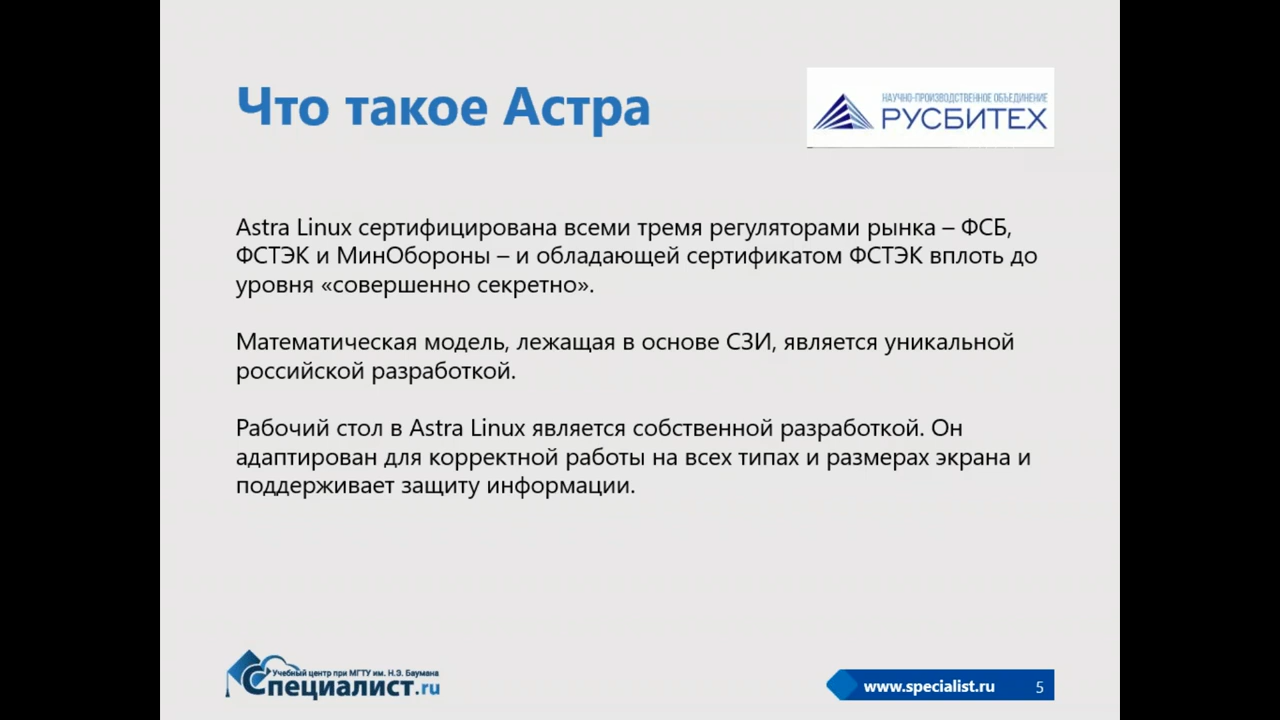 Что такое Астра
НАУЧНО-ПРОИЗВОДСТВЕННОЕ ОБЪЕДИНЕНИЕ
РУСБИТЕХ
Astra Linux сертифицирована всеми тремя регуляторами рынка – ФСБ,
ФСТЭК и МинОбороны – и обладающей сертификатом ФСТЭК вплоть до
уровня «совершенно секретно».
Математическая модель, лежащая в основе СЗИ, является уникальной
российской разработкой.
Рабочий стол в Astra Linux является собственной разработкой. Он
адаптирован для корректной работы на всех типах и размерах экрана и
поддерживает защиту информации.
Учебный центр при МГТУ им. Н.Э. Баумана
Специалист.ru
www.specialist.ru 5